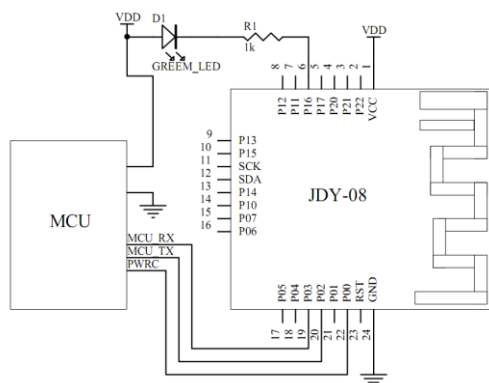 VDD
D1
R1
1k
GREEM_LED
VDD
8 7 6 5 4 3 2 1
P12 P11 P16 P17 P20 P21 P22 VCC
9 P13
10 P15
11 SCK
12 SDA
13 P14
14 P10
15 P07
16 P06
JDY-08
MCU
MCU_RX
MCU_TX
PWRC
P05 P04 P03 P02 P01 P00 RST GND
17 18 19 20 21 22 23 24